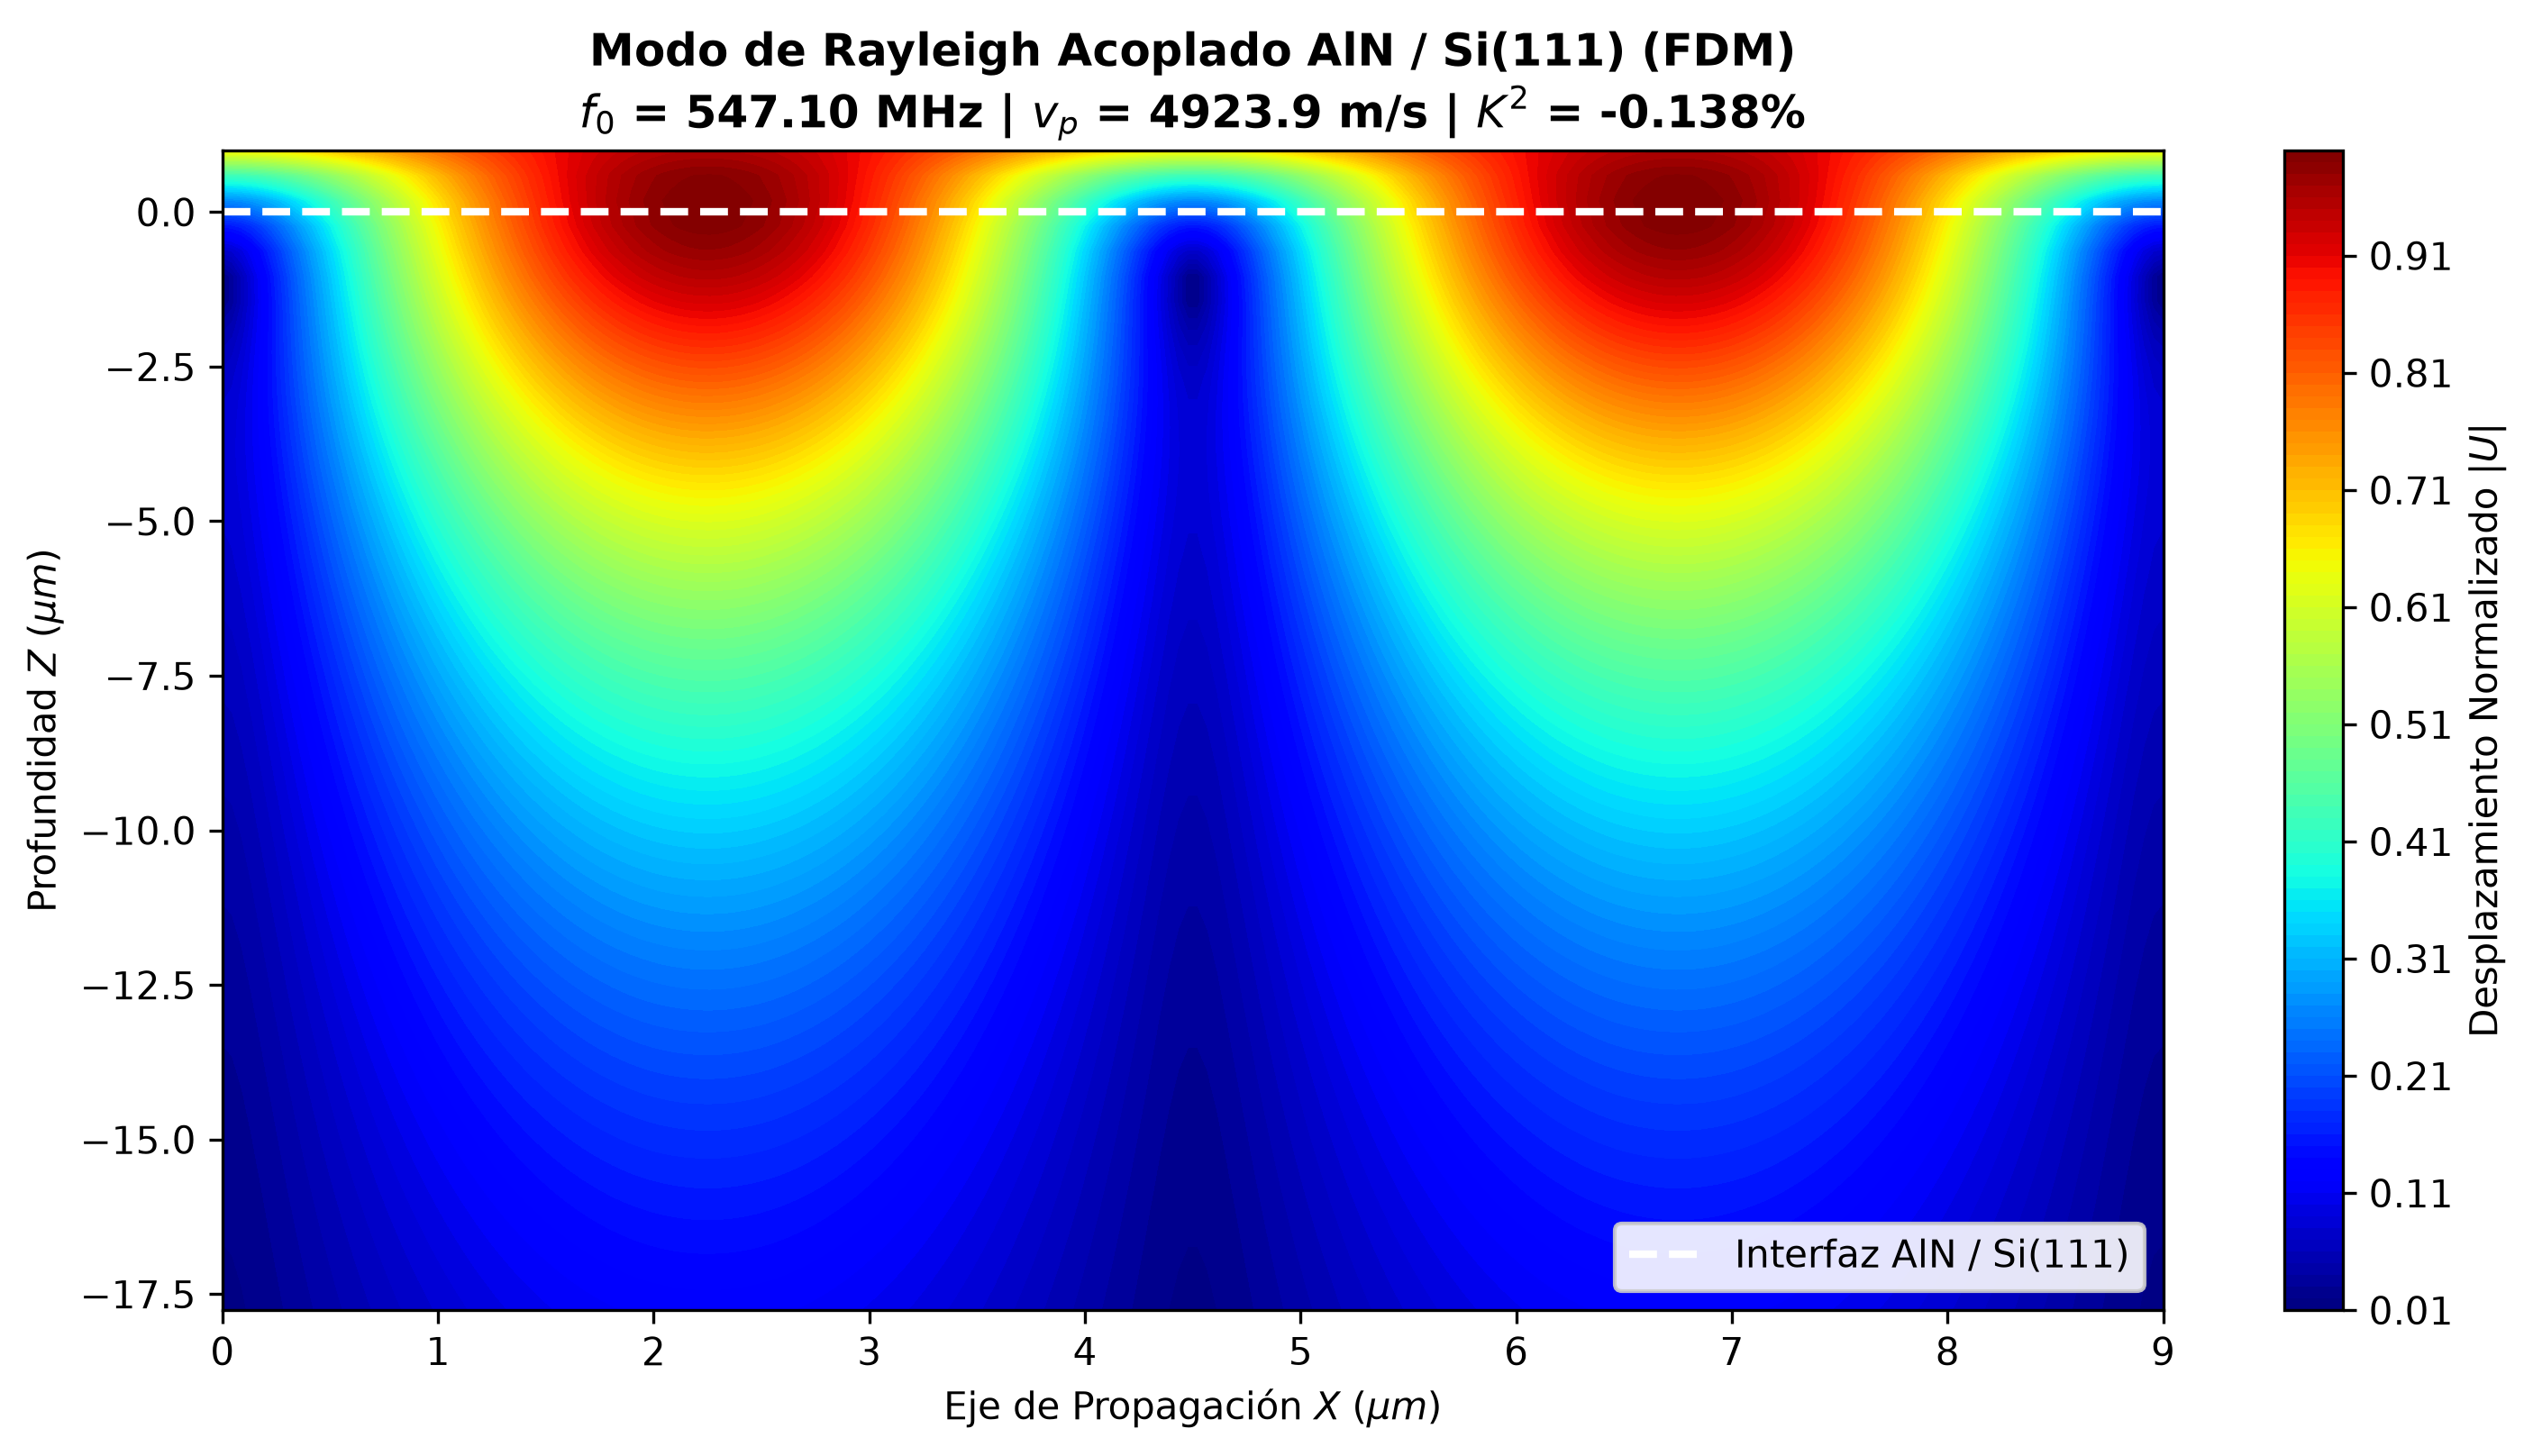 Modo de Rayleigh Acoplado AlN / Si(111) (FDM)
f₀ = 547.10 MHz | vₚ = 4923.9 m/s | K² = -0.138%
0.0
−2.5
−5.0
−7.5
−10.0
−12.5
−15.0
−17.5
Profundidad Z (μm)
0 1 2 3 4 5 6 7 8 9
Eje de Propagación X (μm)
Interfaz AlN / Si(111)
0.91
0.81
0.71
0.61
0.51
0.41
0.31
0.21
0.11
0.01
Desplazamiento Normalizado |U|